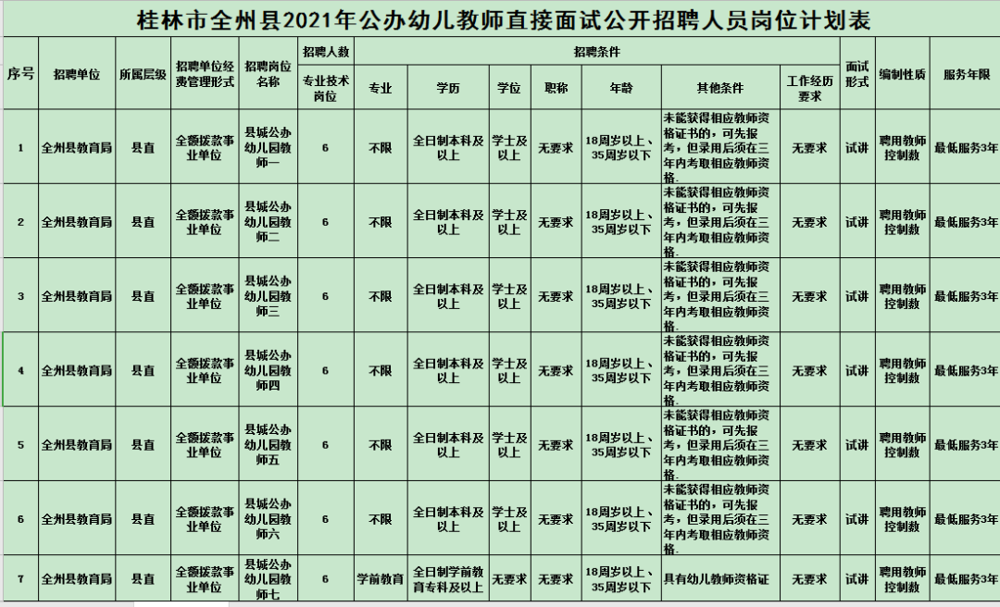 桂林市全州县2021年公办幼儿教师直接面试公开招聘人员岗位计划表
序号 招聘单位 所属层级 招聘单位经费管理形式 招聘岗位名称 招聘人数 招聘条件 面试形式 编制性质 服务年限
专业技术岗位 专业 学历 学位 职称 年龄 其他条件 工作经历要求
1 全州县教育局 县直 全额拨款事业单位 县城公办幼儿园教师一 6 不限 全日制本科及以上 学士及以上 无要求 18周岁以上、35周岁以下 未能获得相应教师资格证书的，可先报考，但录用后须在三年内考取相应教师资格. 无要求 试讲 聘用教师控制数 最低服务3年
2 全州县教育局 县直 全额拨款事业单位 县城公办幼儿园教师二 6 不限 全日制本科及以上 学士及以上 无要求 18周岁以上、35周岁以下 未能获得相应教师资格证书的，可先报考，但录用后须在三年内考取相应教师资格. 无要求 试讲 聘用教师控制数 最低服务3年
3 全州县教育局 县直 全额拨款事业单位 县城公办幼儿园教师三 6 不限 全日制本科及以上 学士及以上 无要求 18周岁以上、35周岁以下 未能获得相应教师资格证书的，可先报考，但录用后须在三年内考取相应教师资格. 无要求 试讲 聘用教师控制数 最低服务3年
4 全州县教育局 县直 全额拨款事业单位 县城公办幼儿园教师四 6 不限 全日制本科及以上 学士及以上 无要求 18周岁以上、35周岁以下 未能获得相应教师资格证书的，可先报考，但录用后须在三年内考取相应教师资格. 无要求 试讲 聘用教师控制数 最低服务3年
5 全州县教育局 县直 全额拨款事业单位 县城公办幼儿园教师五 6 不限 全日制本科及以上 学士及以上 无要求 18周岁以上、35周岁以下 未能获得相应教师资格证书的，可先报考，但录用后须在三年内考取相应教师资格. 无要求 试讲 聘用教师控制数 最低服务3年
6 全州县教育局 县直 全额拨款事业单位 县城公办幼儿园教师六 6 不限 全日制本科及以上 学士及以上 无要求 18周岁以上、35周岁以下 未能获得相应教师资格证书的，可先报考，但录用后须在三年内考取相应教师资格. 无要求 试讲 聘用教师控制数 最低服务3年
7 全州县教育局 县直 全额拨款事业单位 县城公办幼儿园教师七 6 学前教育 全日制学前教育专科及以上 无要求 无要求 18周岁以上、35周岁以下 具有幼儿教师资格证 无要求 试讲 聘用教师控制数 最低服务3年